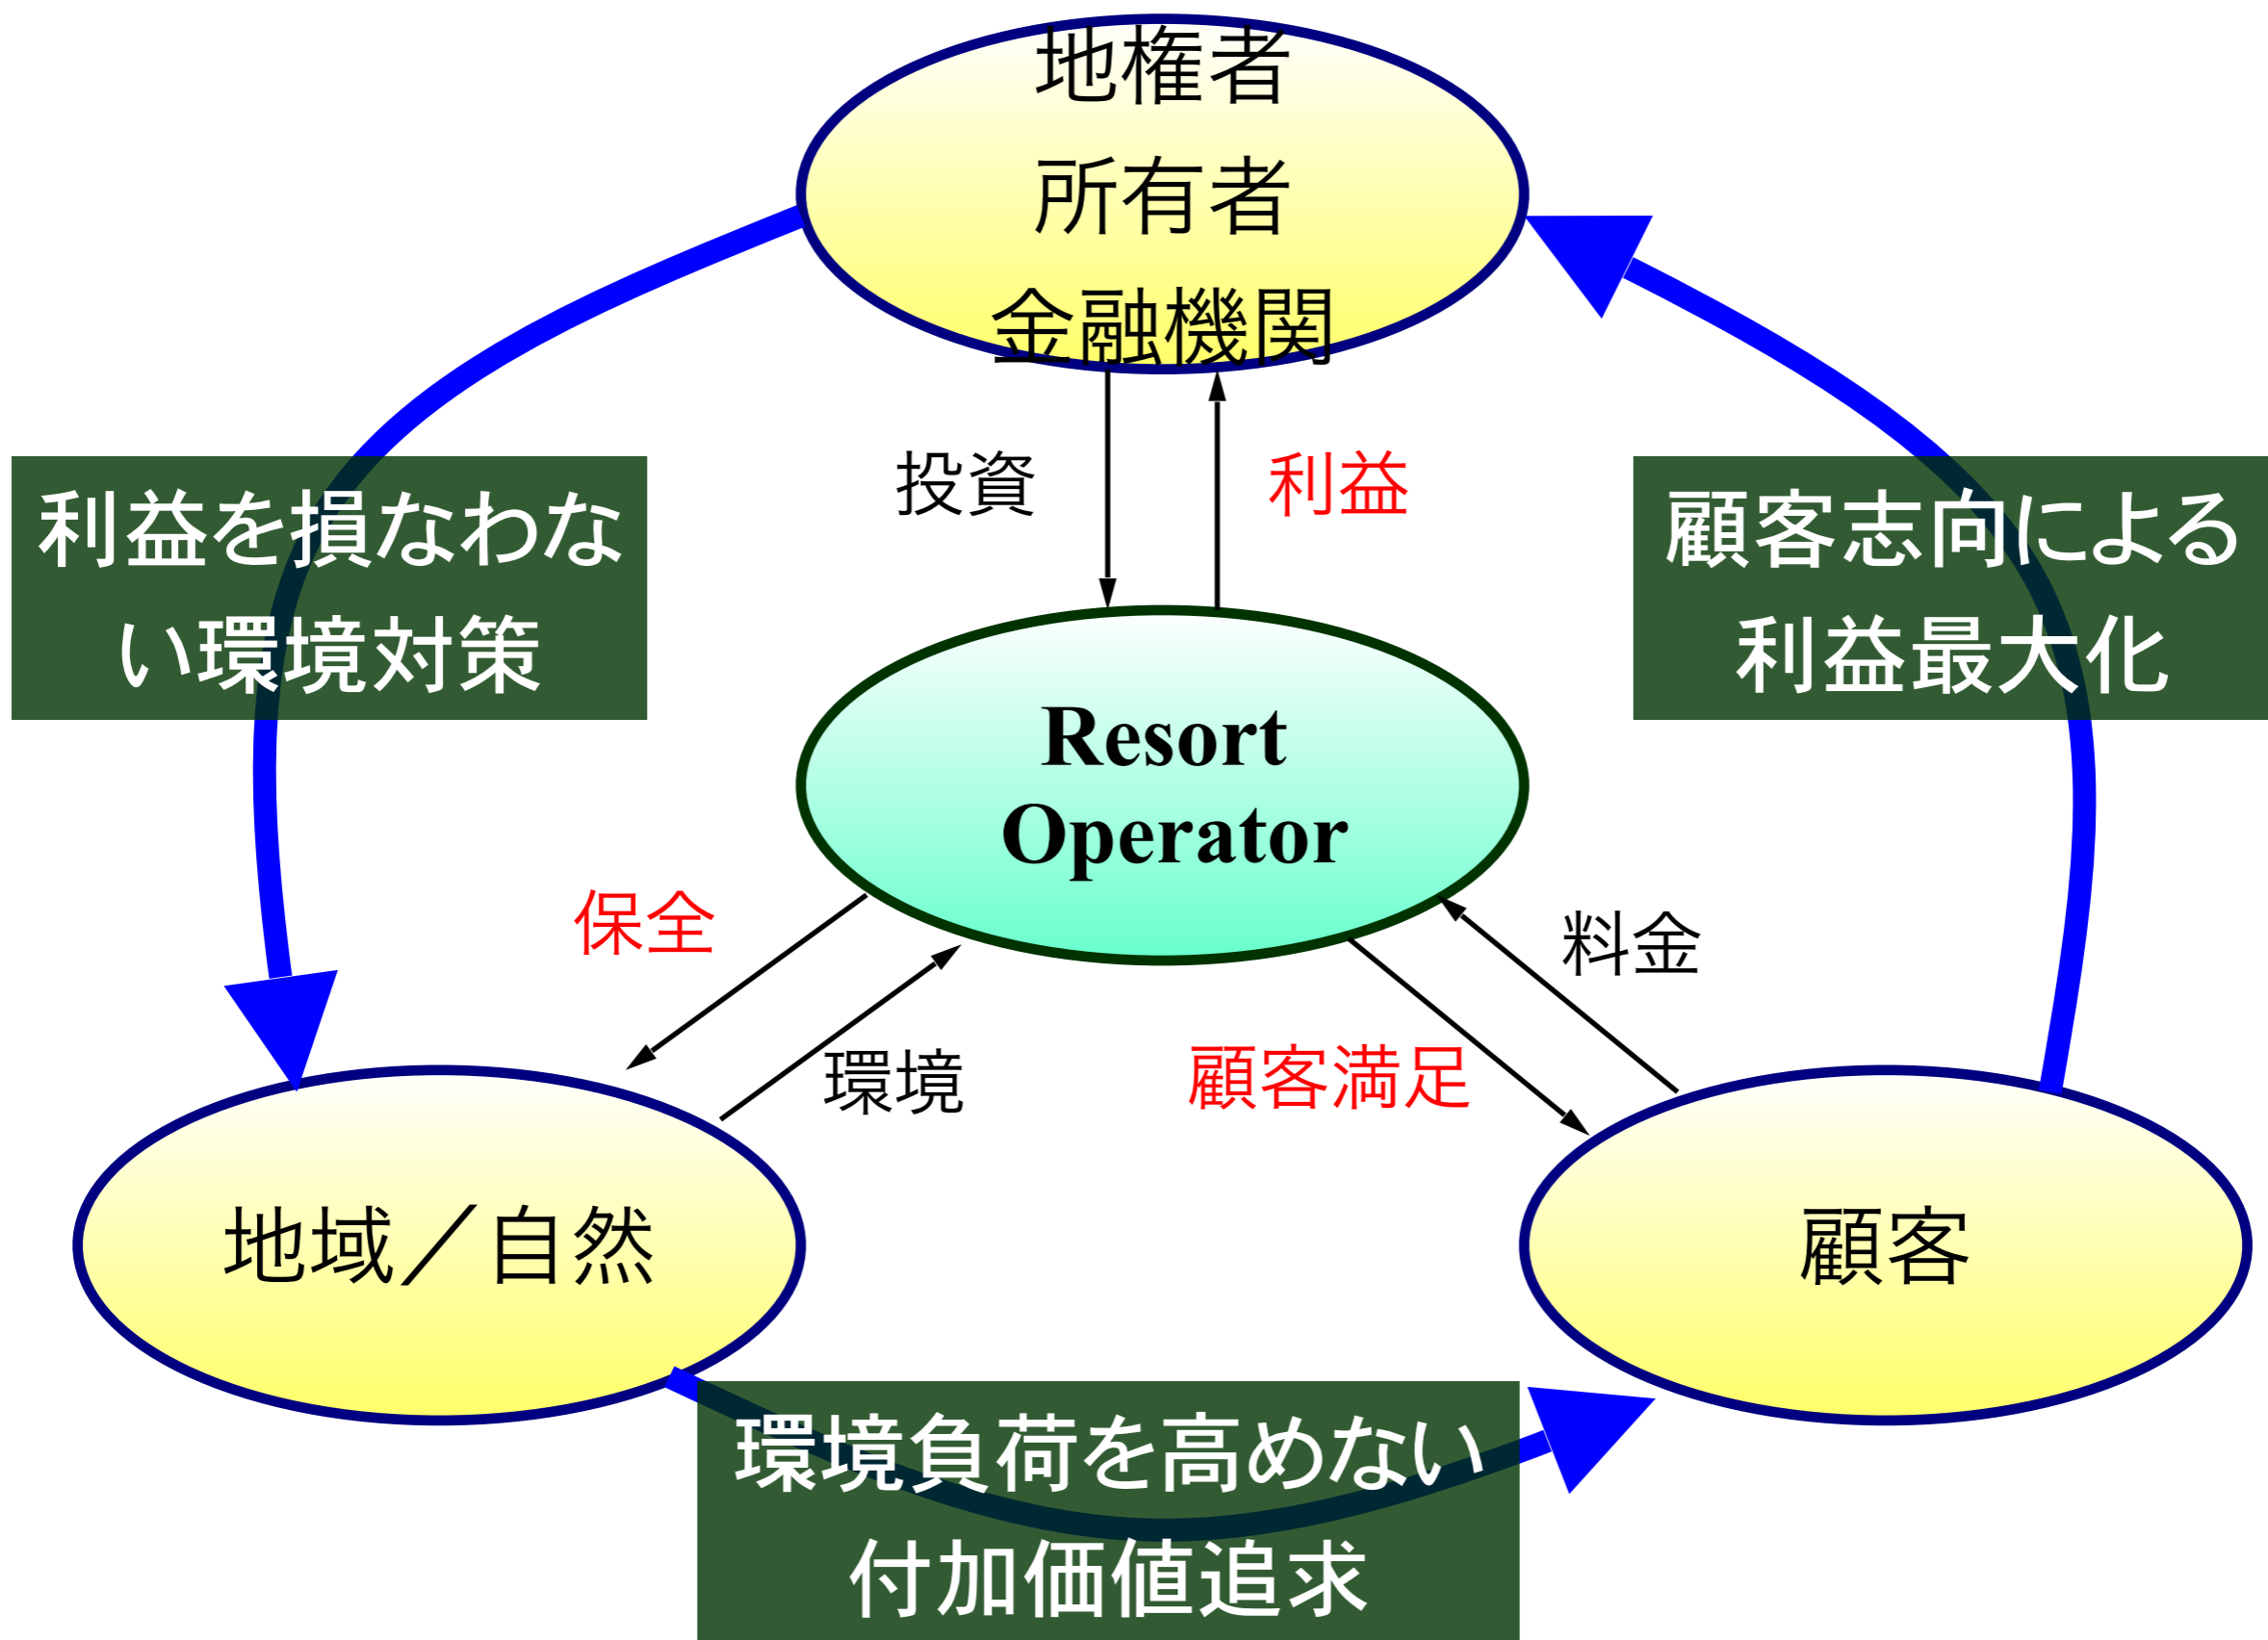 地権者
所有者
金融機関
投資
利益
利益を損なわな
い環境対策
顧客志向による
利益最大化
Resort
Operator
保全
環境
料金
顧客満足
地域／自然
顧客
環境負荷を高めない
付加価値追求